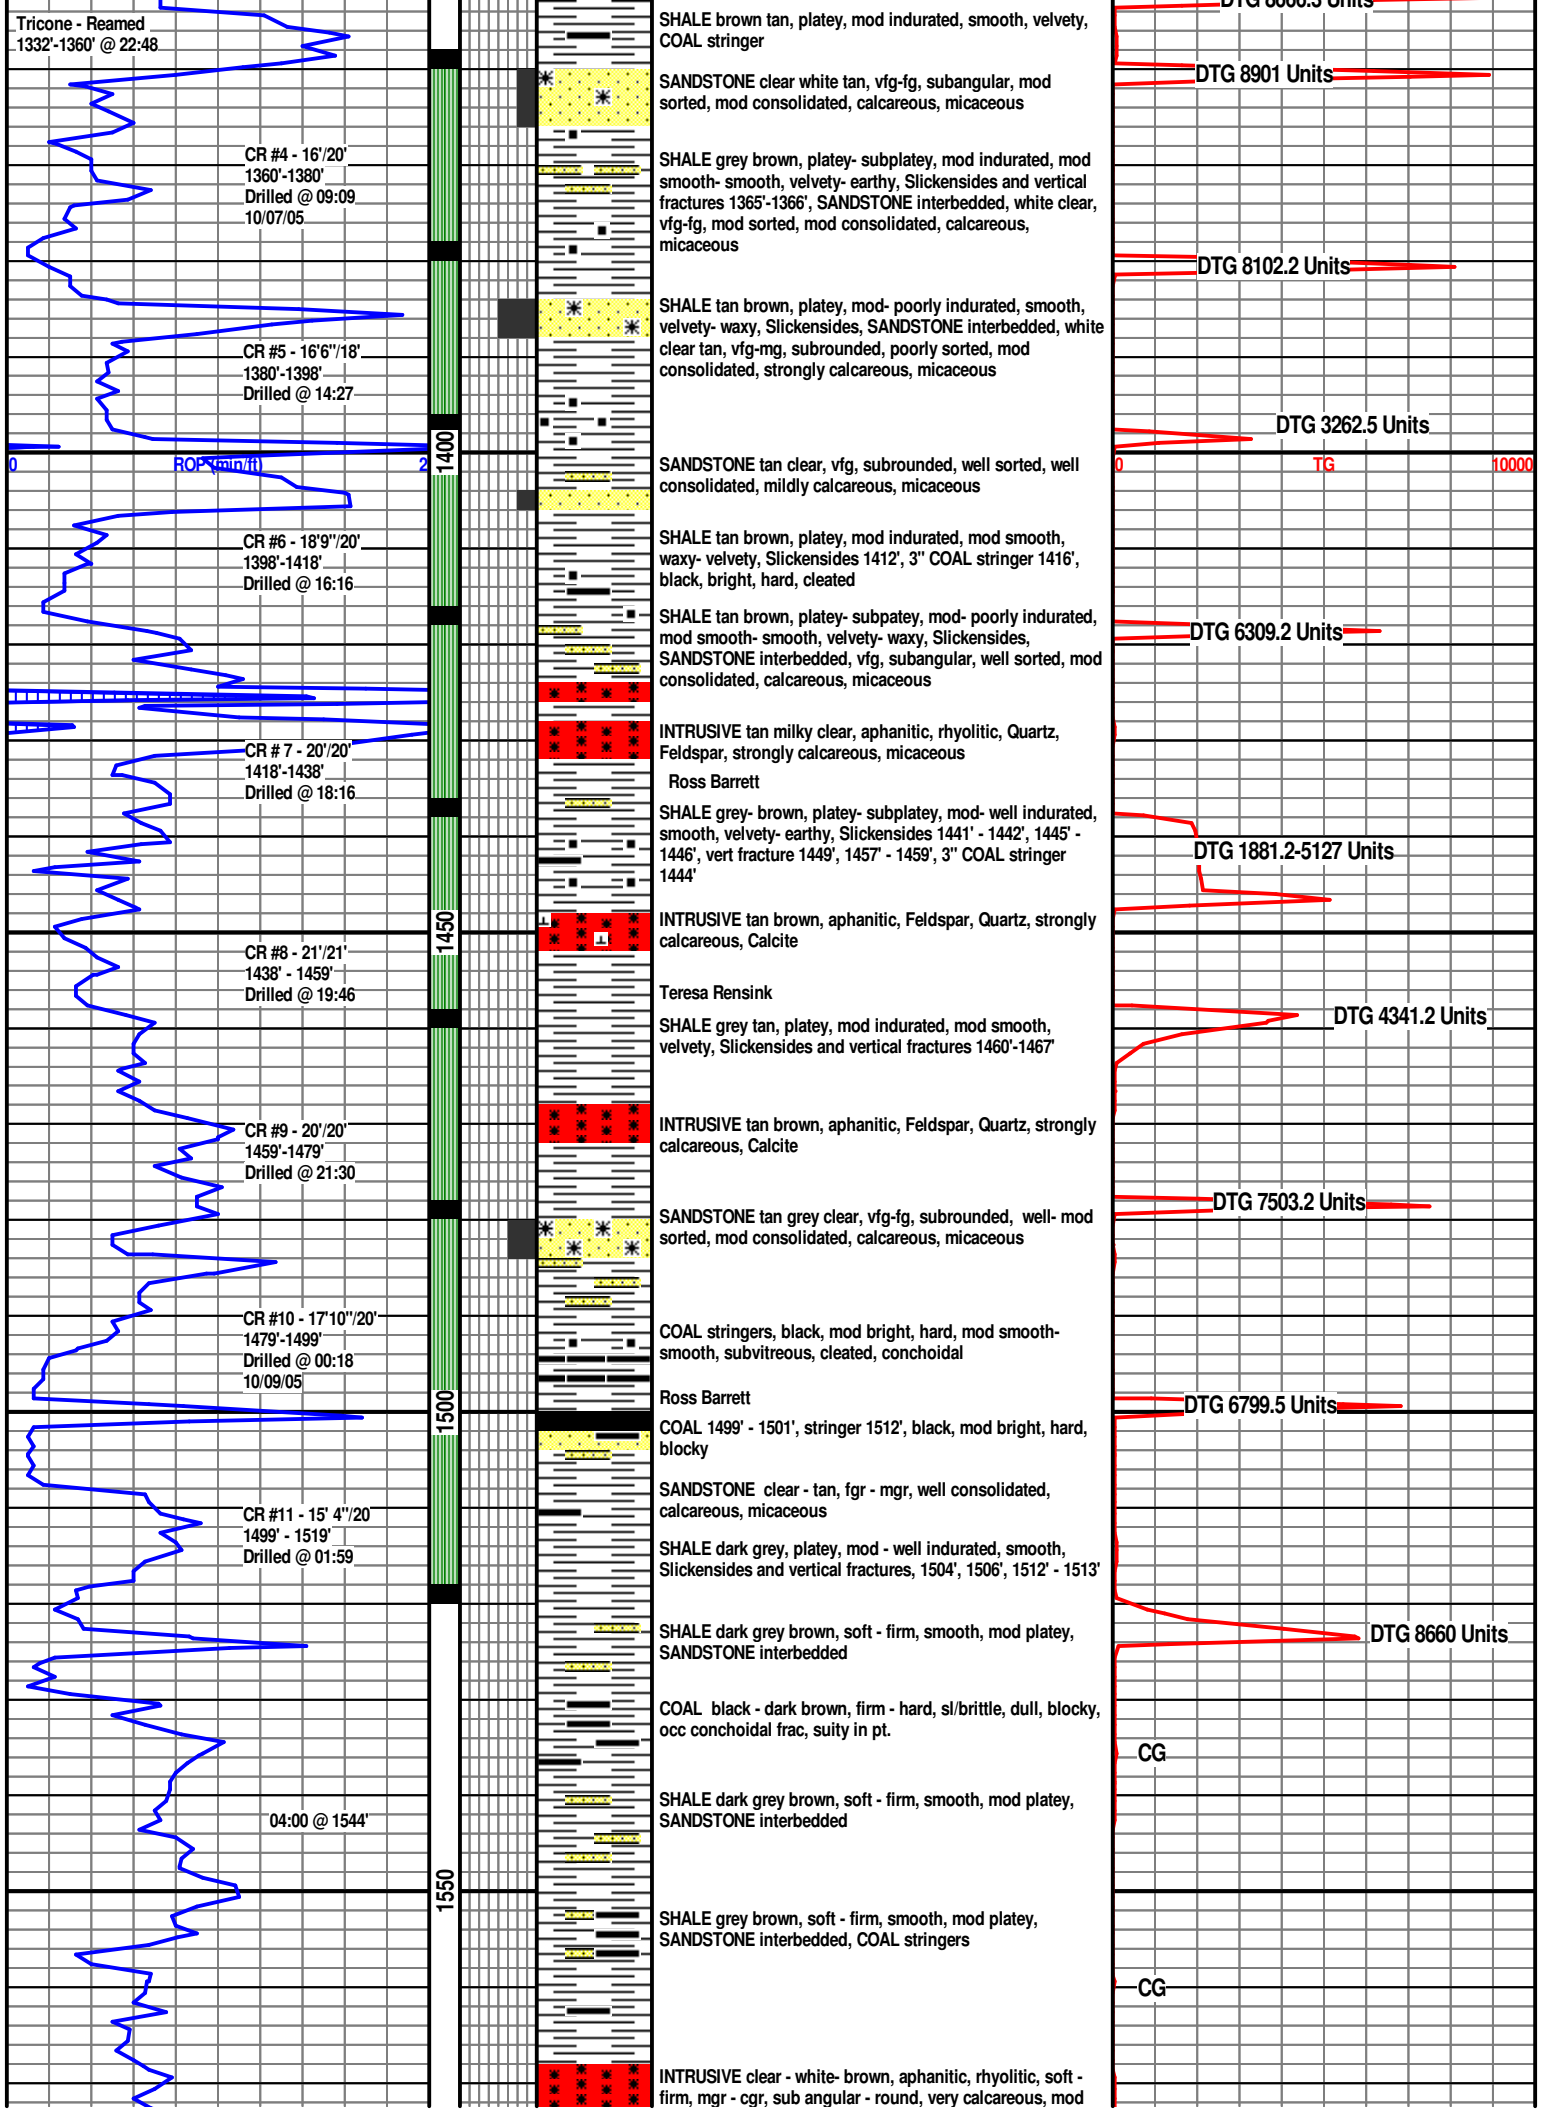 Tricone - Reamed
1332'-1360' @ 22:48
CR #4 - 16'/20'
1360'-1380'
Drilled @ 09:09
10/07/05
CR #5 - 16'6"/18'
1380'-1398'
Drilled @ 14:27
0 ROP (min/ft) 2
CR #6 - 18'9"/20'
1398'-1418'
Drilled @ 16:16
CR # 7 - 20'/20'
1418'-1438'
Drilled @ 18:16
CR #8 - 21'/21'
1438' - 1459'
Drilled @ 19:46
CR #9 - 20'/20'
1459'-1479'
Drilled @ 21:30
CR #10 - 17'10"/20'
1479'-1499'
Drilled @ 00:18
10/09/05
CR #11 - 15' 4"/20
1499' - 1519'
Drilled @ 01:59
04:00 @ 1544'
1400
1450
1500
1550
SHALE brown tan, platey, mod indurated, smooth, velvety,
COAL stringer
SANDSTONE clear white tan, vfg-fg, subangular, mod
sorted, mod consolidated, calcareous, micaceous
SHALE grey brown, platey- subplatey, mod indurated, mod
smooth- smooth, velvety- earthy, Slickensides and vertical
fractures 1365'-1366', SANDSTONE interbedded, white clear,
vfg-fg, mod sorted, mod consolidated, calcareous,
micaceous
SHALE tan brown, platey, mod- poorly indurated, smooth,
velvety- waxy, Slickensides, SANDSTONE interbedded, white
clear tan, vfg-mg, subrounded, poorly sorted, mod
consolidated, strongly calcareous, micaceous
SANDSTONE tan clear, vfg, subrounded, well sorted, well
consolidated, mildly calcareous, micaceous
SHALE tan brown, platey, mod indurated, mod smooth,
waxy- velvety, Slickensides 1412', 3" COAL stringer 1416',
black, bright, hard, cleated
SHALE tan brown, platey- subpatey, mod- poorly indurated,
mod smooth- smooth, velvety- waxy, Slickensides,
SANDSTONE interbedded, vfg, subangular, well sorted, mod
consolidated, calcareous, micaceous
INTRUSIVE tan milky clear, aphanitic, rhyolitic, Quartz,
Feldspar, strongly calcareous, micaceous
Ross Barrett
SHALE grey- brown, platey- subplatey, mod- well indurated,
smooth, velvety- earthy, Slickensides 1441' - 1442', 1445' -
1446', vert fracture 1449', 1457' - 1459', 3" COAL stringer
1444'
INTRUSIVE tan brown, aphanitic, Feldspar, Quartz, strongly
calcareous, Calcite
Teresa Rensink
SHALE grey tan, platey, mod indurated, mod smooth,
velvety, Slickensides and vertical fractures 1460'-1467'
INTRUSIVE tan brown, aphanitic, Feldspar, Quartz, strongly
calcareous, Calcite
SANDSTONE tan grey clear, vfg-fg, subrounded, well- mod
sorted, mod consolidated, calcareous, micaceous
COAL stringers, black, mod bright, hard, mod smooth-
smooth, subvitreous, cleated, conchoidal
Ross Barrett
COAL 1499' - 1501', stringer 1512', black, mod bright, hard,
blocky
SANDSTONE clear - tan, fgr - mgr, well consolidated,
calcareous, micaceous
SHALE dark grey, platey, mod - well indurated, smooth,
Slickensides and vertical fractures, 1504', 1506', 1512' - 1513'
SHALE dark grey brown, soft - firm, smooth, mod platey,
SANDSTONE interbedded
COAL black - dark brown, firm - hard, sl/brittle, dull, blocky,
occ conchoidal frac, suity in pt.
SHALE dark grey brown, soft - firm, smooth, mod platey,
SANDSTONE interbedded
SHALE grey brown, soft - firm, smooth, mod platey,
SANDSTONE interbedded, COAL stringers
INTRUSIVE clear - white- brown, aphanitic, rhyolitic, soft -
firm, mgr - cgr, sub angular - round, very calcareous, mod
DTG Units
DTG 8901 Units
DTG 8102.2 Units
DTG 3262.5 Units
0 TG 10000
DTG 6309.2 Units
DTG 1881.2-5127 Units
DTG 4341.2 Units
DTG 7503.2 Units
DTG 6799.5 Units
DTG 8660 Units
CG
CG